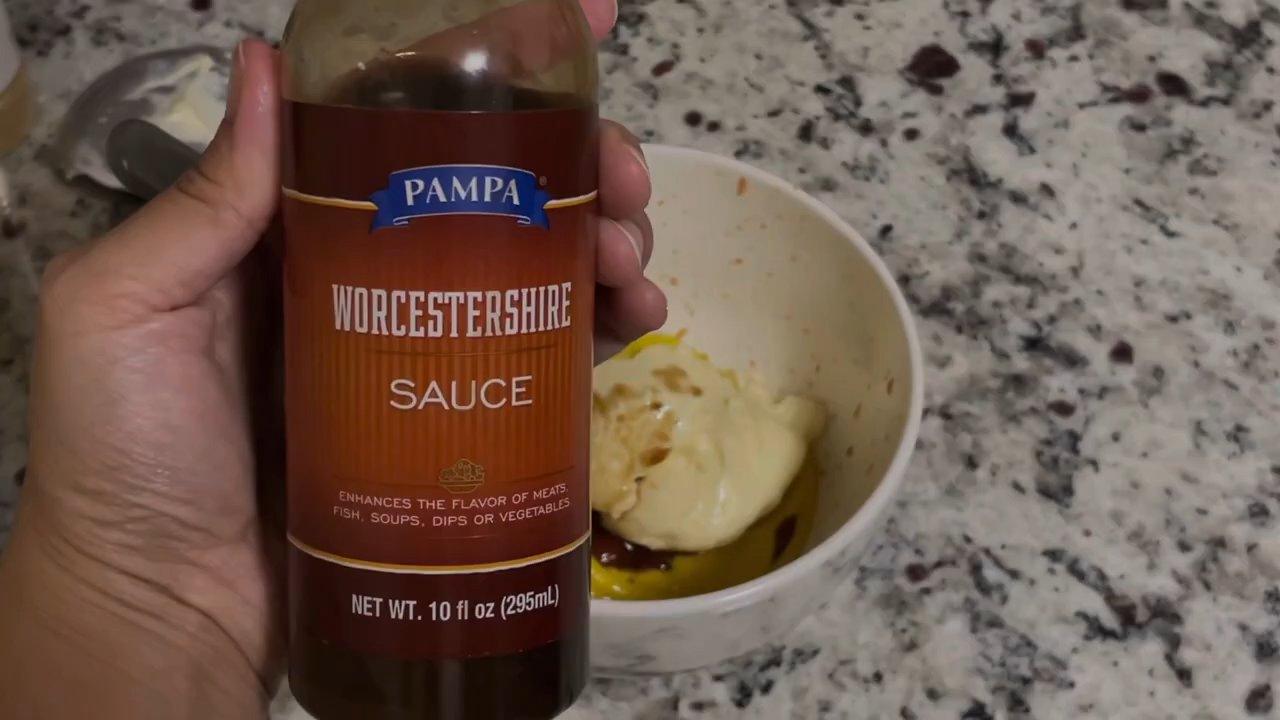 PAMPA®
WORCESTERSHIRE
SAUCE
ENHANCES THE FLAVOR OF MEATS,
FISH, SOUPS, DIPS OR VEGETABLES
NET WT. 10 fl oz (295mL)